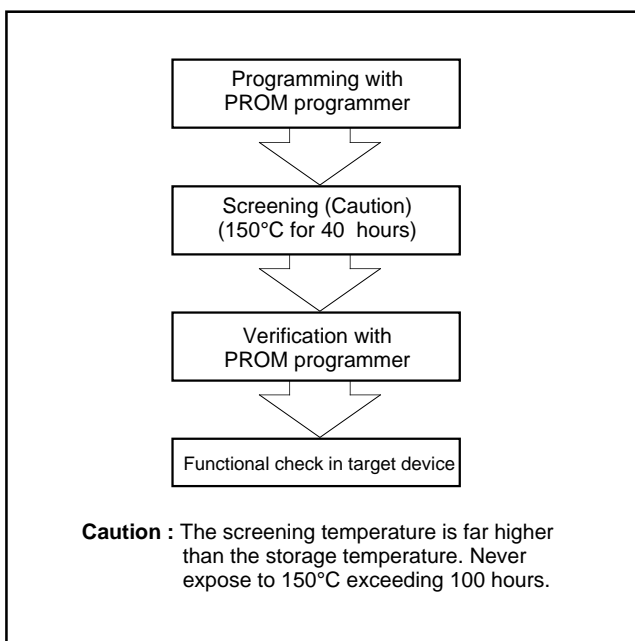 Programming with
PROM programmer
Screening (Caution)
(150°C for 40 hours)
Verification with
PROM programmer
Functional check in target device
Caution : The screening temperature is far higher
than the storage temperature. Never
expose to 150°C exceeding 100 hours.